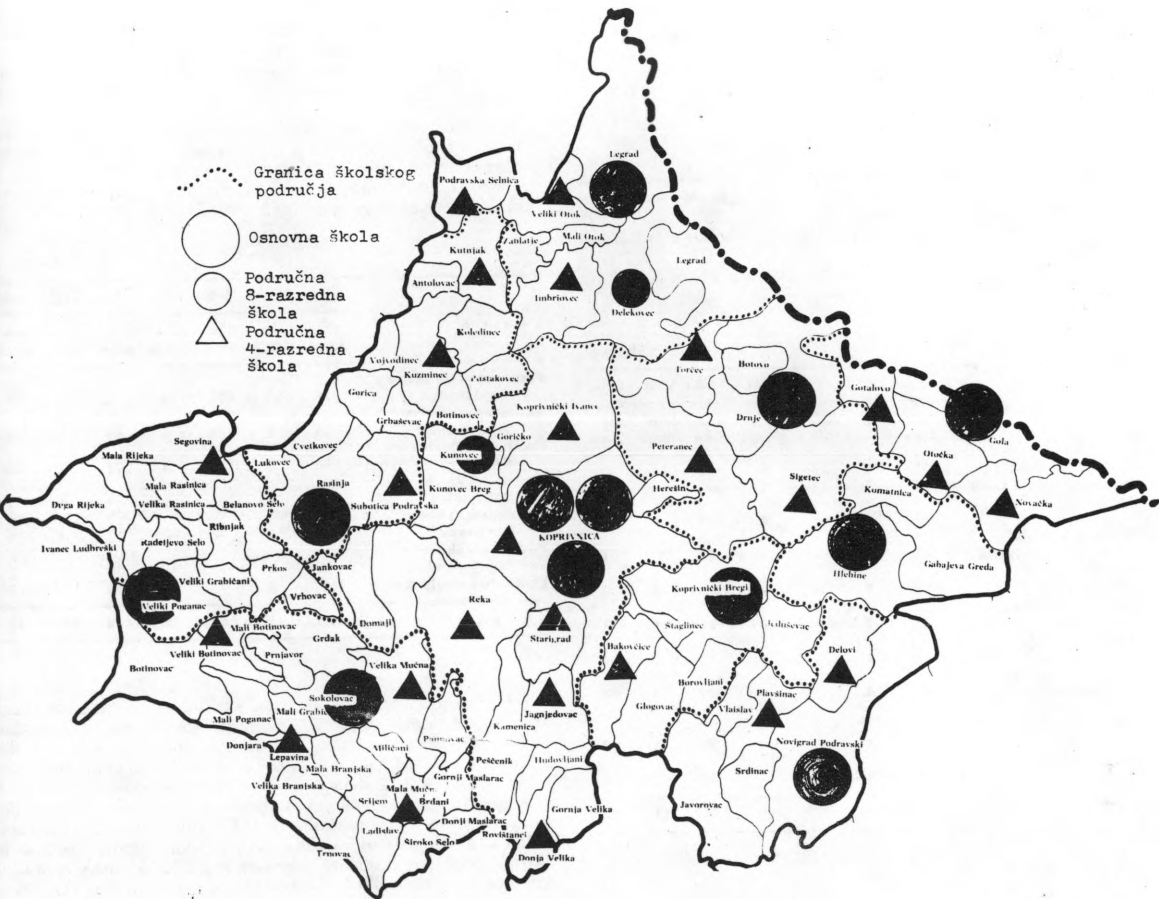 Granica školskog
područja
Osnovna škola
Područna
8-razredna
škola
Područna
4-razredna
škola
Legrad
Podravska Selnica
Veliki Otok
Mali Otok
Zablatje
Kutnjak
Legrad
Antolovac
Imbriovec
Đelekovec
Koledinec
Vojvodinec
Kuzminec
Pustakovec
Torčec
Botovo
Gotalovo
Gorica
Botinovec
Koprivnički Ivanec
Drnje
Grbaševac
Gola
Segovina
Cvetkovec
Goričko
Mala Rijeka
Lukovec
Kunovec
Peteranec
Otočka
Mala Rasinica
Rasinja
Kunovec Breg
Herešin
Sigetec
Komatnica
Duga Rijeka
Velika Rasinica
Belanovo Selo
Subotica Podravska
Novačka
Ribnjak
Ivanec Ludbreški
Radeljevo Selo
KOPRIVNICA
Prkos
Jankovac
Hlebine
Gabajeva Greda
Veliki Grabičani
Koprivnički Bregi
Veliki Poganac
Vrhovac
Reka
Mali Botinovac
Domaji
Grdak
Štaglinec
Jeduševac
Veliki Botinovac
Prnjavor
Bakovčice
Botinovac
Velika Mučna
Delovi
Borovljani
Sokolovac
Plavšinac
Mali Poganac
Jagnjedovac
Glogovac
Vlaislav
Kamenica
Donjara
Miličani
Novigrad Podravski
Lepavina
Peščenik
Hudovljani
Mala Branjska
Srdinac
Gornji Maslarac
Velika Branjska
Mala Mučna
Javorovac
Srijem
Brđani
Gornja Velika
Donji Maslarac
Ladislav
Rovištanci
Široko Selo
Trnovac
Donja Velika